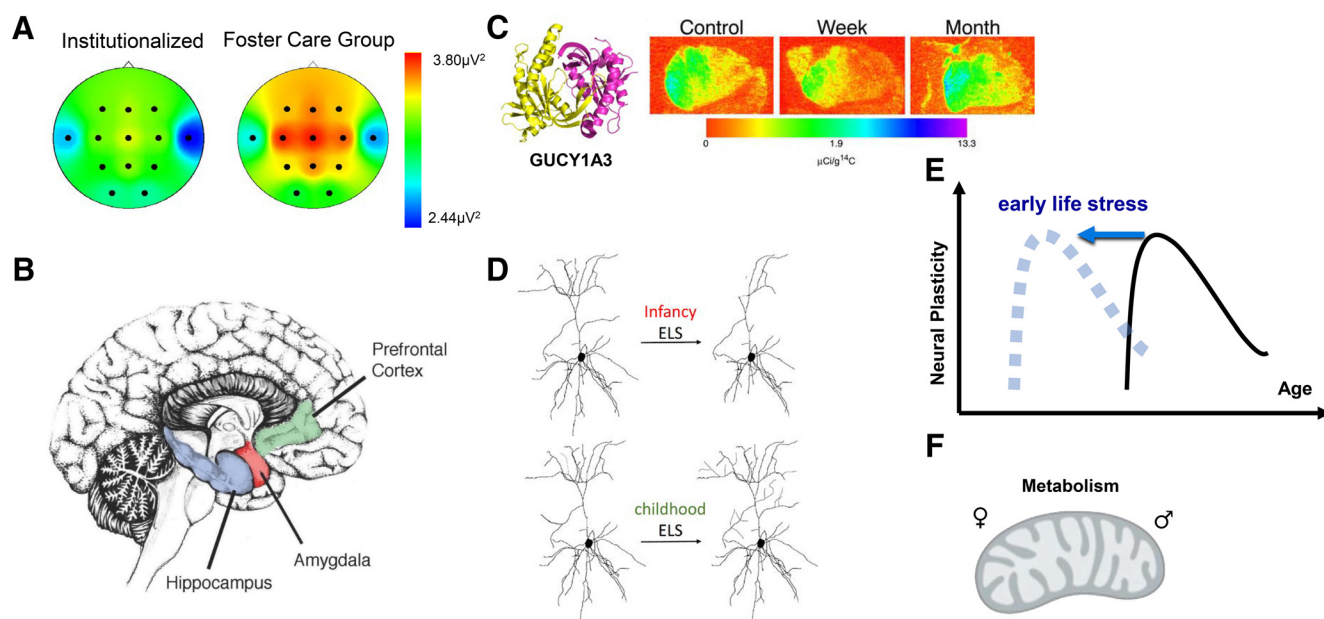 A
Institutionalized
Foster Care Group
3.80µV²
2.44µV²
B
Prefrontal
Cortex
Amygdala
Hippocampus
C
GUCY1A3
Control
Week
Month
0
1.9
13.3
µCi/g¹⁴C
D
Infancy
ELS
childhood
ELS
E
early life stress
Neural Plasticity
Age
F
Metabolism
♀
♂